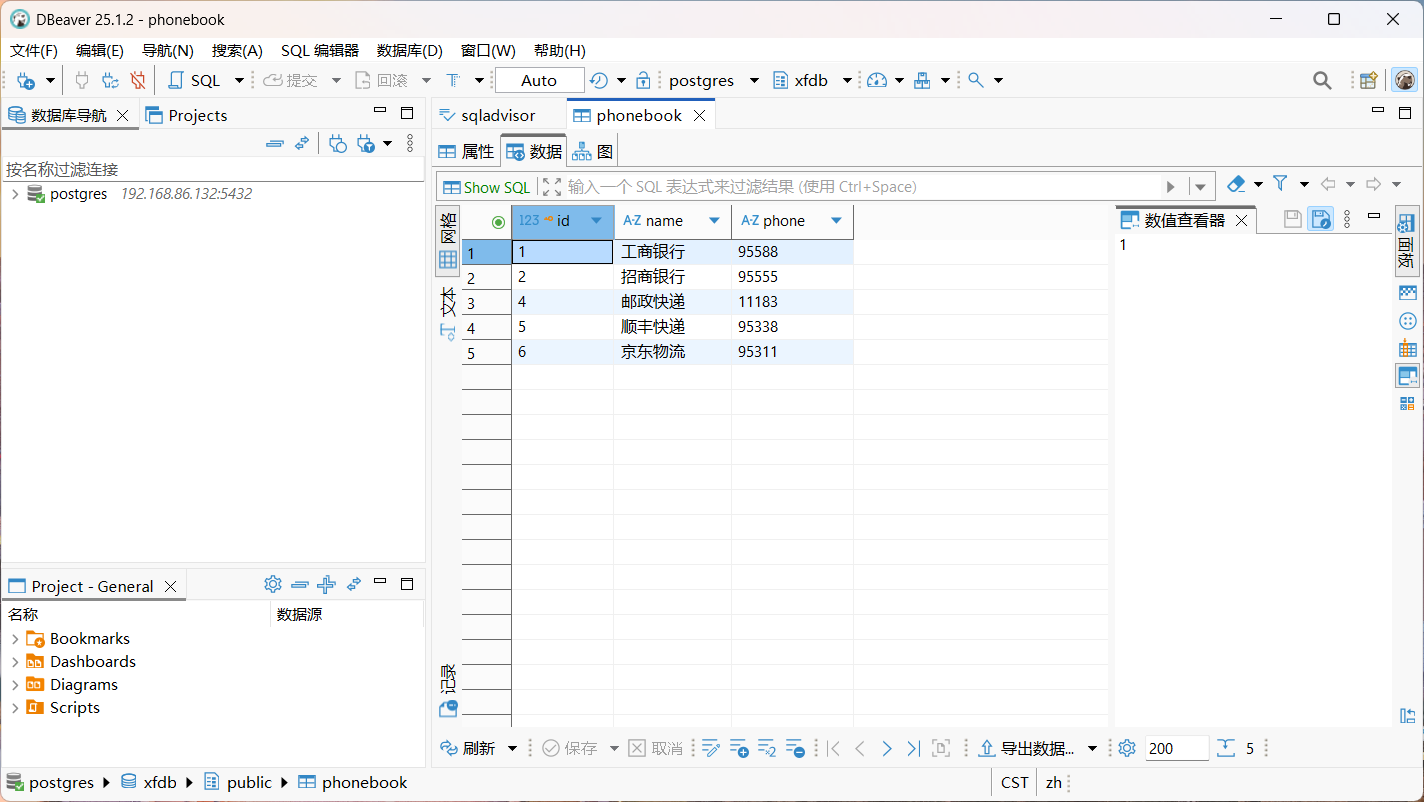 DBeaver 25.1.2 - phonebook
文件(F) 编辑(E) 导航(N) 搜索(A) SQL 编辑器 数据库(D) 窗口(W) 帮助(H)
SQL 提交 回滚 T Auto postgres xfdb
数据库导航 Projects
按名称过滤连接
postgres 192.168.86.132:5432
sqladvisor phonebook
属性 数据 图
Show SQL 输入一个 SQL 表达式来过滤结果 (使用 Ctrl+Space)
网格
文本
记录
123 id A-Z name A-Z phone
1 1 工商银行 95588
2 2 招商银行 95555
3 4 邮政快递 11183
4 5 顺丰快递 95338
5 6 京东物流 95311
数值查看器
1
面板
Project - General
名称 数据源
Bookmarks
Dashboards
Diagrams
Scripts
刷新 保存 取消 导出数据... 200 5
postgres xfdb public phonebook
CST zh